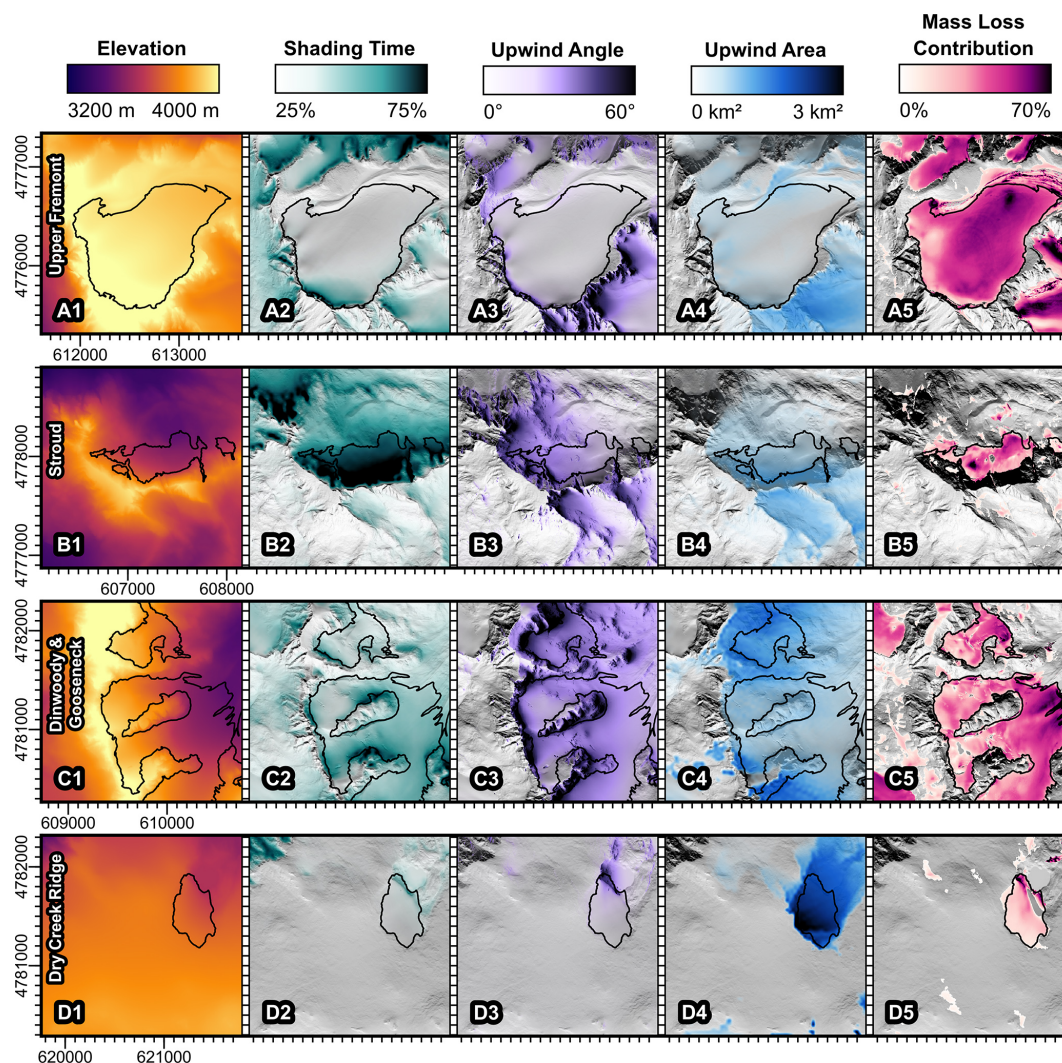 Elevation
3200 m 4000 m
Shading Time
25% 75%
Upwind Angle
0° 60°
Upwind Area
0 km² 3 km²
Mass Loss
Contribution
0% 70%
Upper Fremont
4777000
4776000
A1
A2
A3
A4
A5
612000 613000
Stroud
4778000
4777000
B1
B2
B3
B4
B5
607000 608000
Dinwoody &
Gooseneck
4782000
4781000
C1
C2
C3
C4
C5
609000 610000
Dry Creek Ridge
4782000
4781000
D1
D2
D3
D4
D5
620000 621000